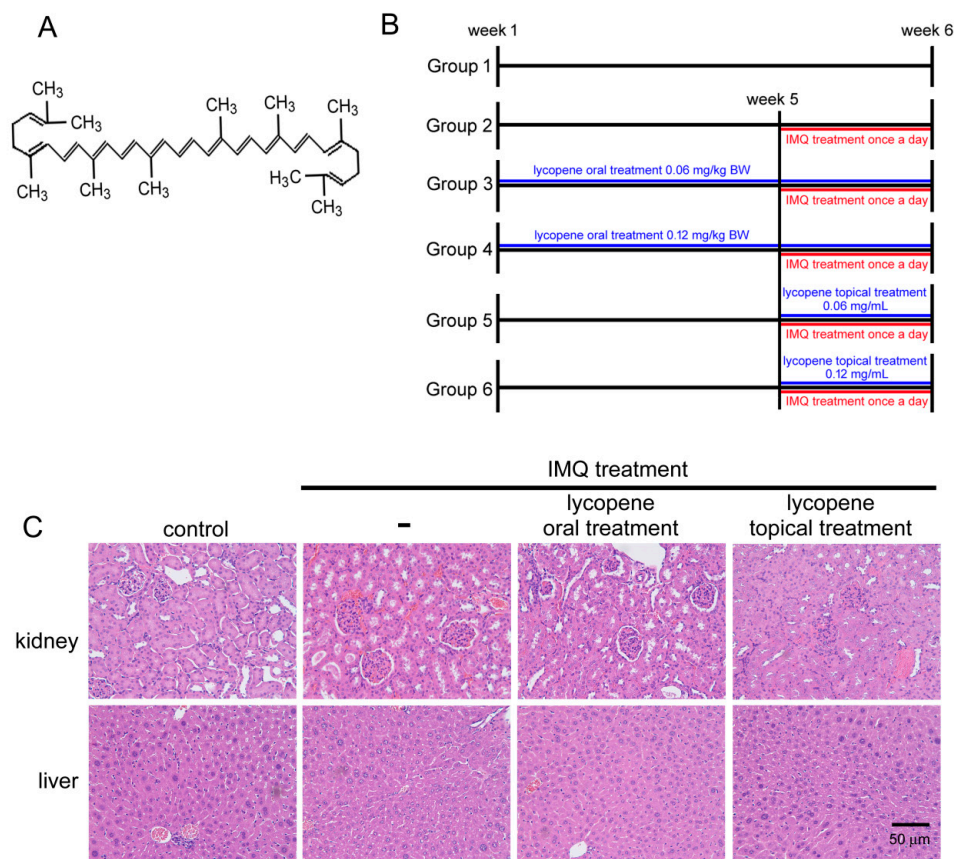 A
CH3
CH3
CH3
CH3
CH3
CH3
CH3
CH3
H3C
CH3
B
week 1
week 6
Group 1
week 5
Group 2
IMQ treatment once a day
lycopene oral treatment 0.06 mg/kg BW
Group 3
IMQ treatment once a day
lycopene oral treatment 0.12 mg/kg BW
Group 4
IMQ treatment once a day
lycopene topical treatment
0.06 mg/mL
Group 5
IMQ treatment once a day
lycopene topical treatment
0.12 mg/mL
Group 6
IMQ treatment once a day
IMQ treatment
C
control
–
lycopene
oral treatment
lycopene
topical treatment
kidney
liver
50 μm